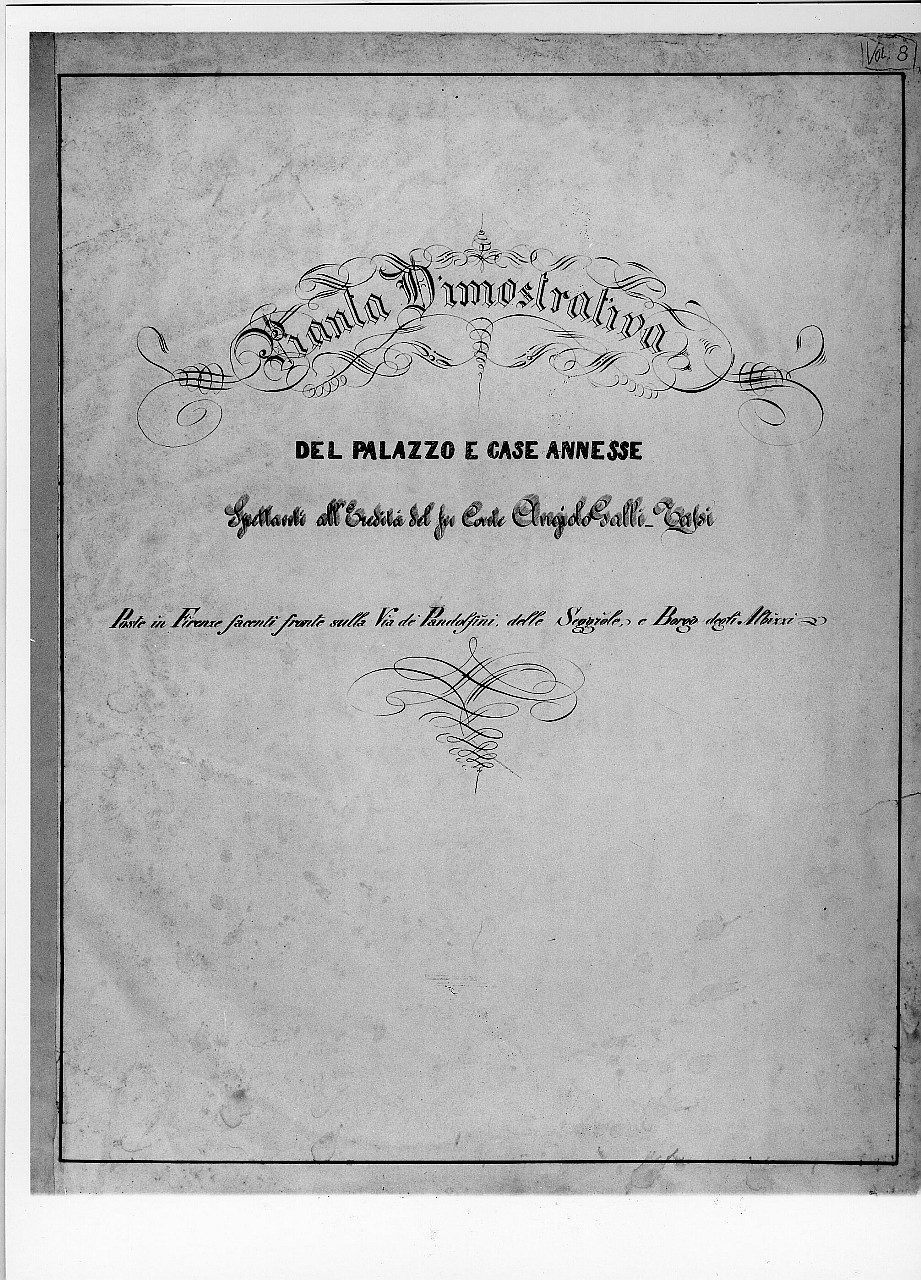 VOL. 8
Pianta Dimostrativa
DEL PALAZZO E CASE ANNESSE
Spettanti all'Eredità del fu Conte Angiolo Galli-Tassi
Poste in Firenze facenti fronte sulla Via de' Pandolfini, delle Seggiole, e Borgo degli Albizzi